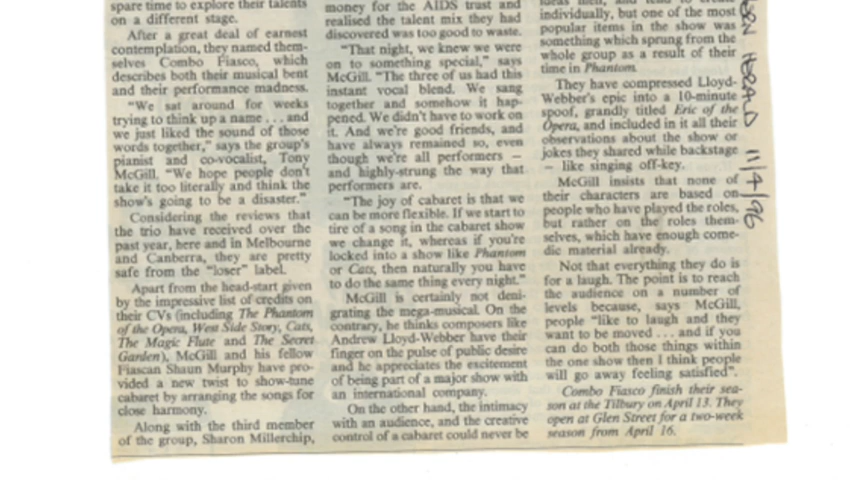 spare time to explore their talents
on a different stage.
After a great deal of earnest
contemplation, they named them-
selves Combo Fiasco, which
describes both their musical bent
and their performance madness.
"We sat around for weeks
trying to think up a name . . . and
we just liked the sound of those
words together," says the group's
pianist and co-vocalist, Tony
McGill. "We hope people don't
take it too literally and think the
show's going to be a disaster."
Considering the reviews that
the trio have received over the
past year, here and in Melbourne
and Canberra, they are pretty
safe from the "loser" label.
Apart from the head-start given
by the impressive list of credits on
their CVs (including The Phantom
of the Opera, West Side Story, Cats,
The Magic Flute and The Secret
Garden), McGill and his fellow
Fiascan Shaun Murphy have pro-
vided a new twist to show-tune
cabaret by arranging the songs for
close harmony.
Along with the third member
of the group, Sharon Millerchip,
money for the AIDS trust and
realised the talent mix they had
discovered was too good to waste.
"That night, we knew we were
on to something special," says
McGill. "The three of us had this
instant vocal blend. We sang
together and somehow it hap-
pened. We didn't have to work on
it. And we're good friends, and
have always remained so, even
though we're all performers —
and highly-strung the way that
performers are.
"The joy of cabaret is that we
can be more flexible. If we start to
tire of a song in the cabaret show
we change it, whereas if you're
locked into a show like Phantom
or Cats, then naturally you have
to do the same thing every night."
McGill is certainly not deni-
grating the mega-musical. On the
contrary, he thinks composers like
Andrew Lloyd-Webber have their
finger on the pulse of public desire
and he appreciates the excitement
of being part of a major show with
an international company.
On the other hand, the intimacy
with an audience, and the creative
control of a cabaret could never be
individually, but one of the most
popular items in the show was
something which sprung from the
whole group as a result of their
time in Phantom.
They have compressed Lloyd-
Webber's epic into a 10-minute
spoof, grandly titled Eric of the
Opera, and included in it all their
observations about the show or
jokes they shared while backstage
— like singing off-key.
McGill insists that none of
their characters are based on
people who have played the roles,
but rather on the roles them-
selves, which have enough come-
dic material already.
Not that everything they do is
for a laugh. The point is to reach
the audience on a number of
levels because, says McGill,
people "like to laugh and they
want to be moved . . . and if you
can do both those things within
the one show then I think people
will go away feeling satisfied".
Combo Fiasco finish their sea-
son at the Tilbury on April 13. They
open at Glen Street for a two-week
season from April 16.
HERALD 11/4/96